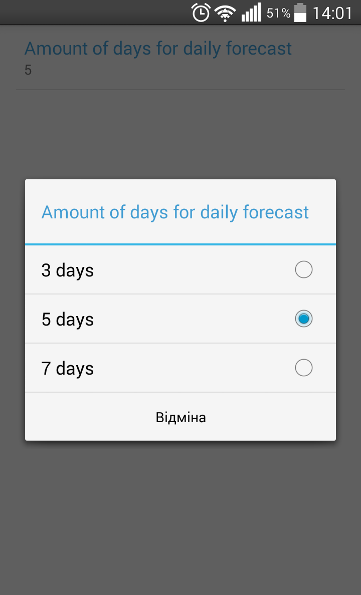 51% 14:01
Amount of days for daily forecast
5
Amount of days for daily forecast
3 days
5 days
7 days
Відміна